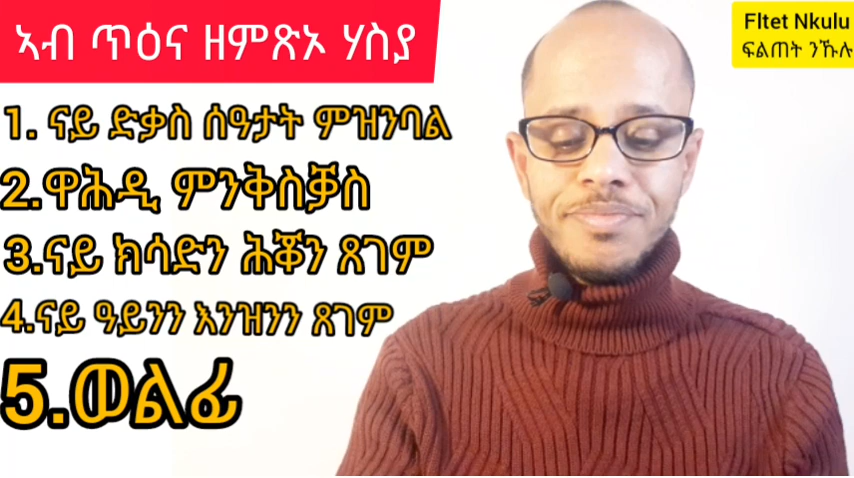 ኣብ ጥዕና ዘምጽኦ ሃስያ
Fltet Nkulu
ፍልጠት ንኹሉ
1. ናይ ድቃስ ሰዓታት ምዝንባል
2.ዋሕዲ ምንቅስቓስ
3.ናይ ክሳድን ሕቖን ጸገም
4.ናይ ዓይንን እንዝንን ጸገም
5.ወልፊ